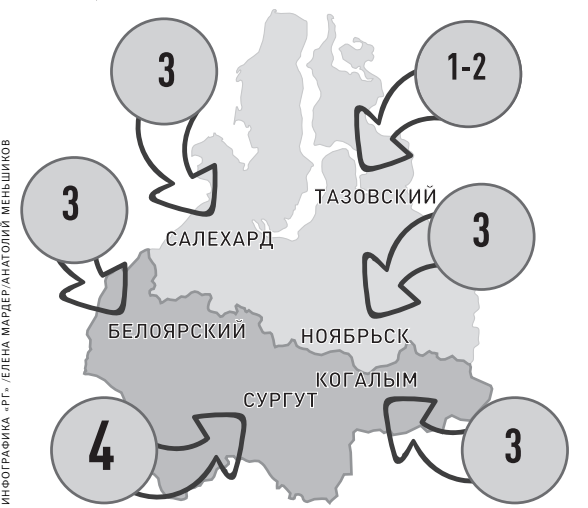 3
1-2
ТАЗОВСКИЙ
3
САЛЕХАРД
3
БЕЛОЯРСКИЙ
НОЯБРЬСК
КОГАЛЫМ
СУРГУТ
4
3
ИНФОГРАФИКА «РГ» /ЕЛЕНА МАРДЕР/АНАТОЛИЙ МЕНЬШИКОВ